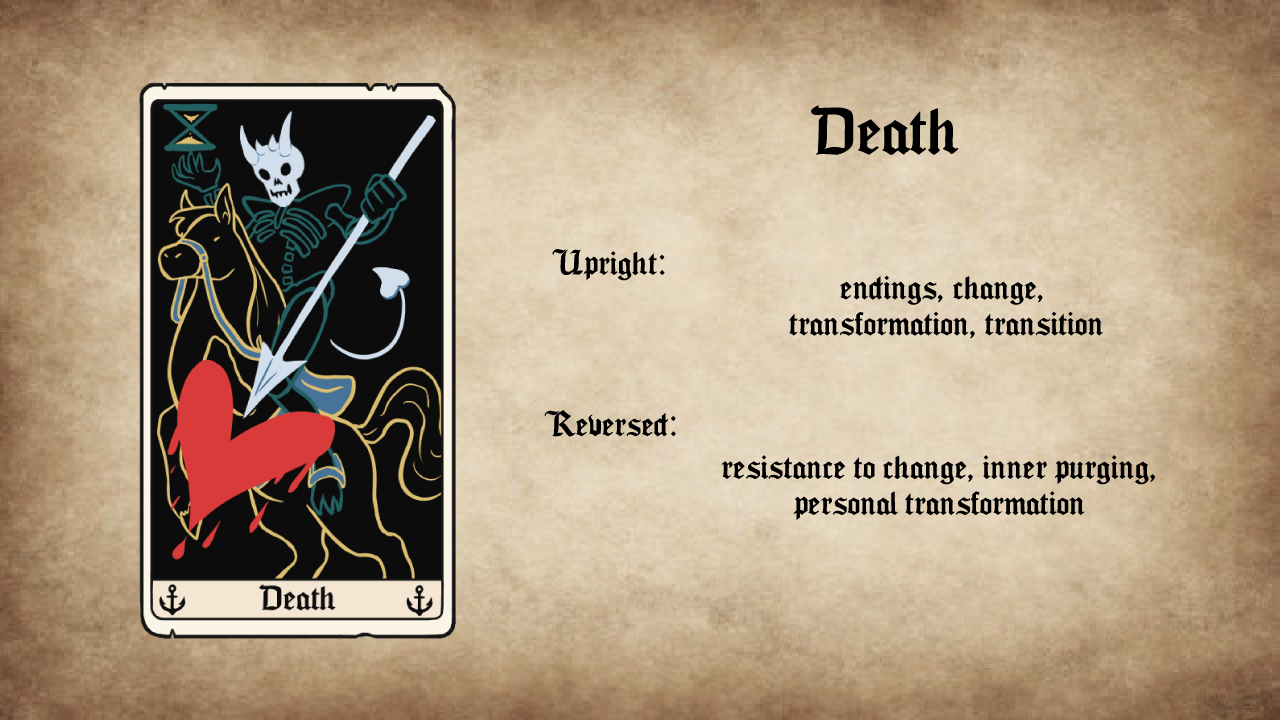 Death
Upright:
endings, change,
transformation, transition
Reversed:
resistance to change, inner purging,
personal transformation
Death